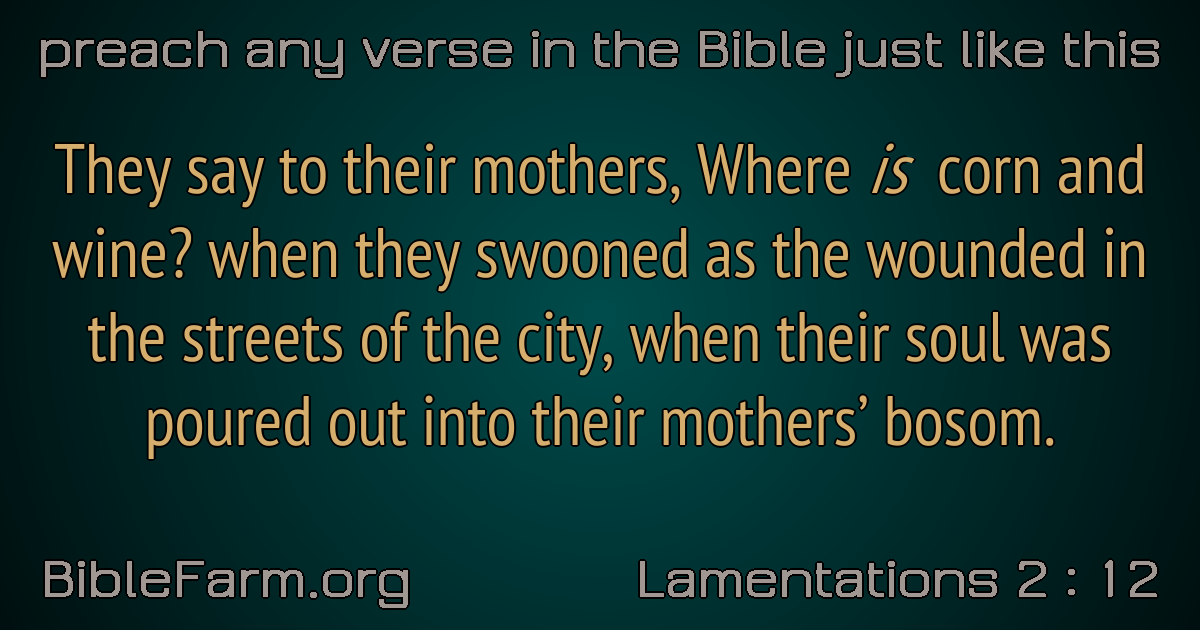 preach any verse in the Bible just like this
They say to their mothers, Where is corn and
wine? when they swooned as the wounded in
the streets of the city, when their soul was
poured out into their mothers’ bosom.
BibleFarm.org
Lamentations 2 : 12